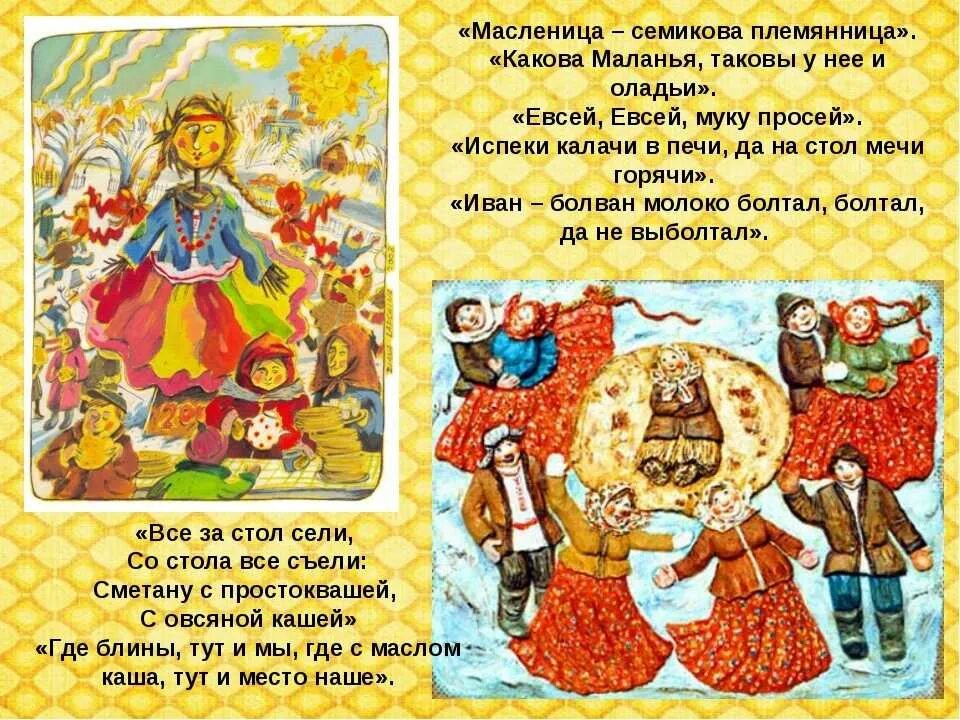 «Масленица – семикова племянница».
«Какова Маланья, таковы у нее и
оладьи».
«Евсей, Евсей, муку просей».
«Испеки калачи в печи, да на стол мечи
горячи».
«Иван – болван молоко болтал, болтал,
да не выболтал».
«Все за стол сели,
Со стола все съели:
Сметану с простоквашей,
С овсяной кашей»
«Где блины, тут и мы, где с маслом
каша, тут и место наше».